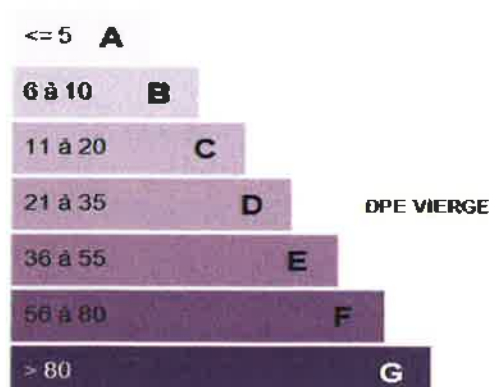 <= 5 A
6 à 10 B
11 à 20 C
21 à 35 D DPE VIERGE
36 à 55 E
56 à 80 F
> 80 G